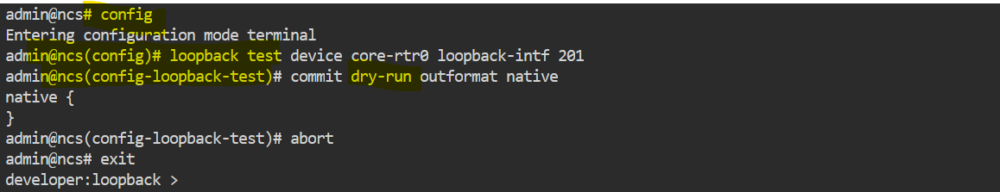 admin@ncs# config
Entering configuration mode terminal
admin@ncs(config)# loopback test device core-rtr0 loopback-intf 201
admin@ncs(config-loopback-test)# commit dry-run outformat native
native {
}
admin@ncs(config-loopback-test)# abort
admin@ncs# exit
developer:loopback >